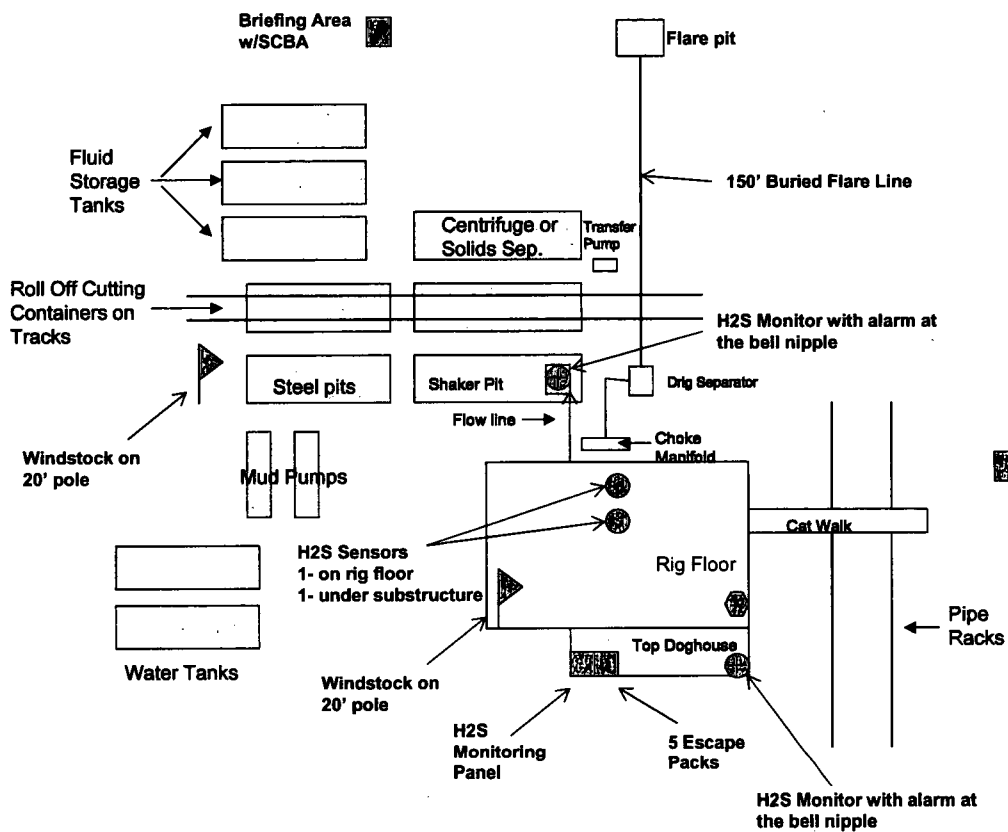 Briefing Area
w/SCBA
Flare pit
Fluid
Storage
Tanks
150' Buried Flare Line
Centrifuge or
Solids Sep.
Transfer
Pump
Roll Off Cutting
Containers on
Tracks
H2S Monitor with alarm at
the bell nipple
Steel pits
Shaker Pit
Drlg Separator
Flow line
Choke
Manifold
Windstock on
20' pole
Mud Pumps
Cat Walk
H2S Sensors
1- on rig floor
1- under substructure
Rig Floor
Pipe
Racks
Top Doghouse
Water Tanks
Windstock on
20' pole
H2S
Monitoring
Panel
5 Escape
Packs
H2S Monitor with alarm at
the bell nipple